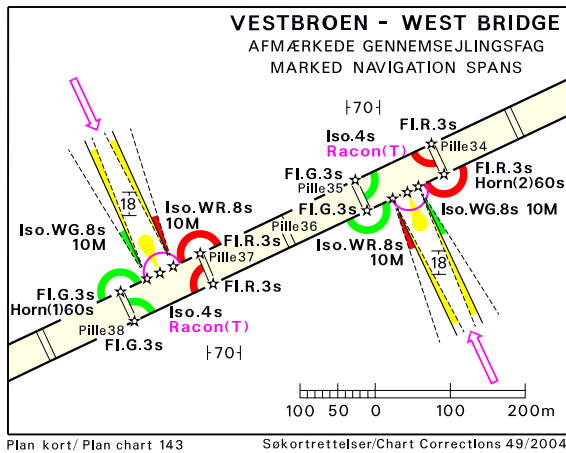 VESTBROEN - WEST BRIDGE
AFMÆRKEDE GENNEMSEJLINGSFAG
MARKED NAVIGATION SPANS
70
Iso.4s
Racon(T)
Pille34
Fl.R.3s
Fl.G.3s
Pille35
Fl.R.3s
Horn(2)60s
Fl.G.3s
Iso.WG.8s 10M
Pille36
Iso.WR.8s
10M
18
18
Iso.WR.8s
10M
Iso.WG.8s
10M
Fl.R.3s
Pille37
Fl.G.3s
Horn(1)60s
Fl.R.3s
Pille38
Iso.4s
Racon(T)
Fl.G.3s
70
100 50 0 100 200m
Plan kort/ Plan chart 143
Søkortrettelser/Chart Corrections 49/2004